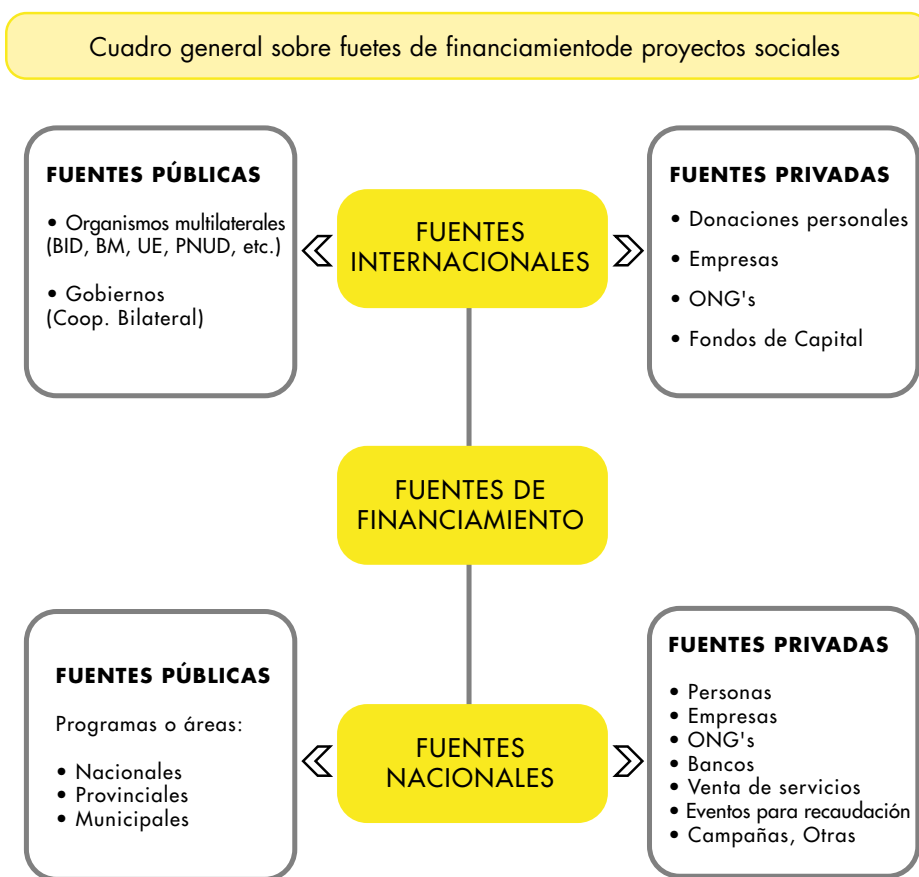 Cuadro general sobre fuetes de financiamientode proyectos sociales
FUENTES PÚBLICAS
• Organismos multilaterales
(BID, BM, UE, PNUD, etc.)
• Gobiernos
(Coop. Bilateral)
FUENTES
INTERNACIONALES
FUENTES PRIVADAS
• Donaciones personales
• Empresas
• ONG's
• Fondos de Capital
FUENTES DE
FINANCIAMIENTO
FUENTES PÚBLICAS
Programas o áreas:
• Nacionales
• Provinciales
• Municipales
FUENTES
NACIONALES
FUENTES PRIVADAS
• Personas
• Empresas
• ONG's
• Bancos
• Venta de servicios
• Eventos para recaudación
• Campañas, Otras